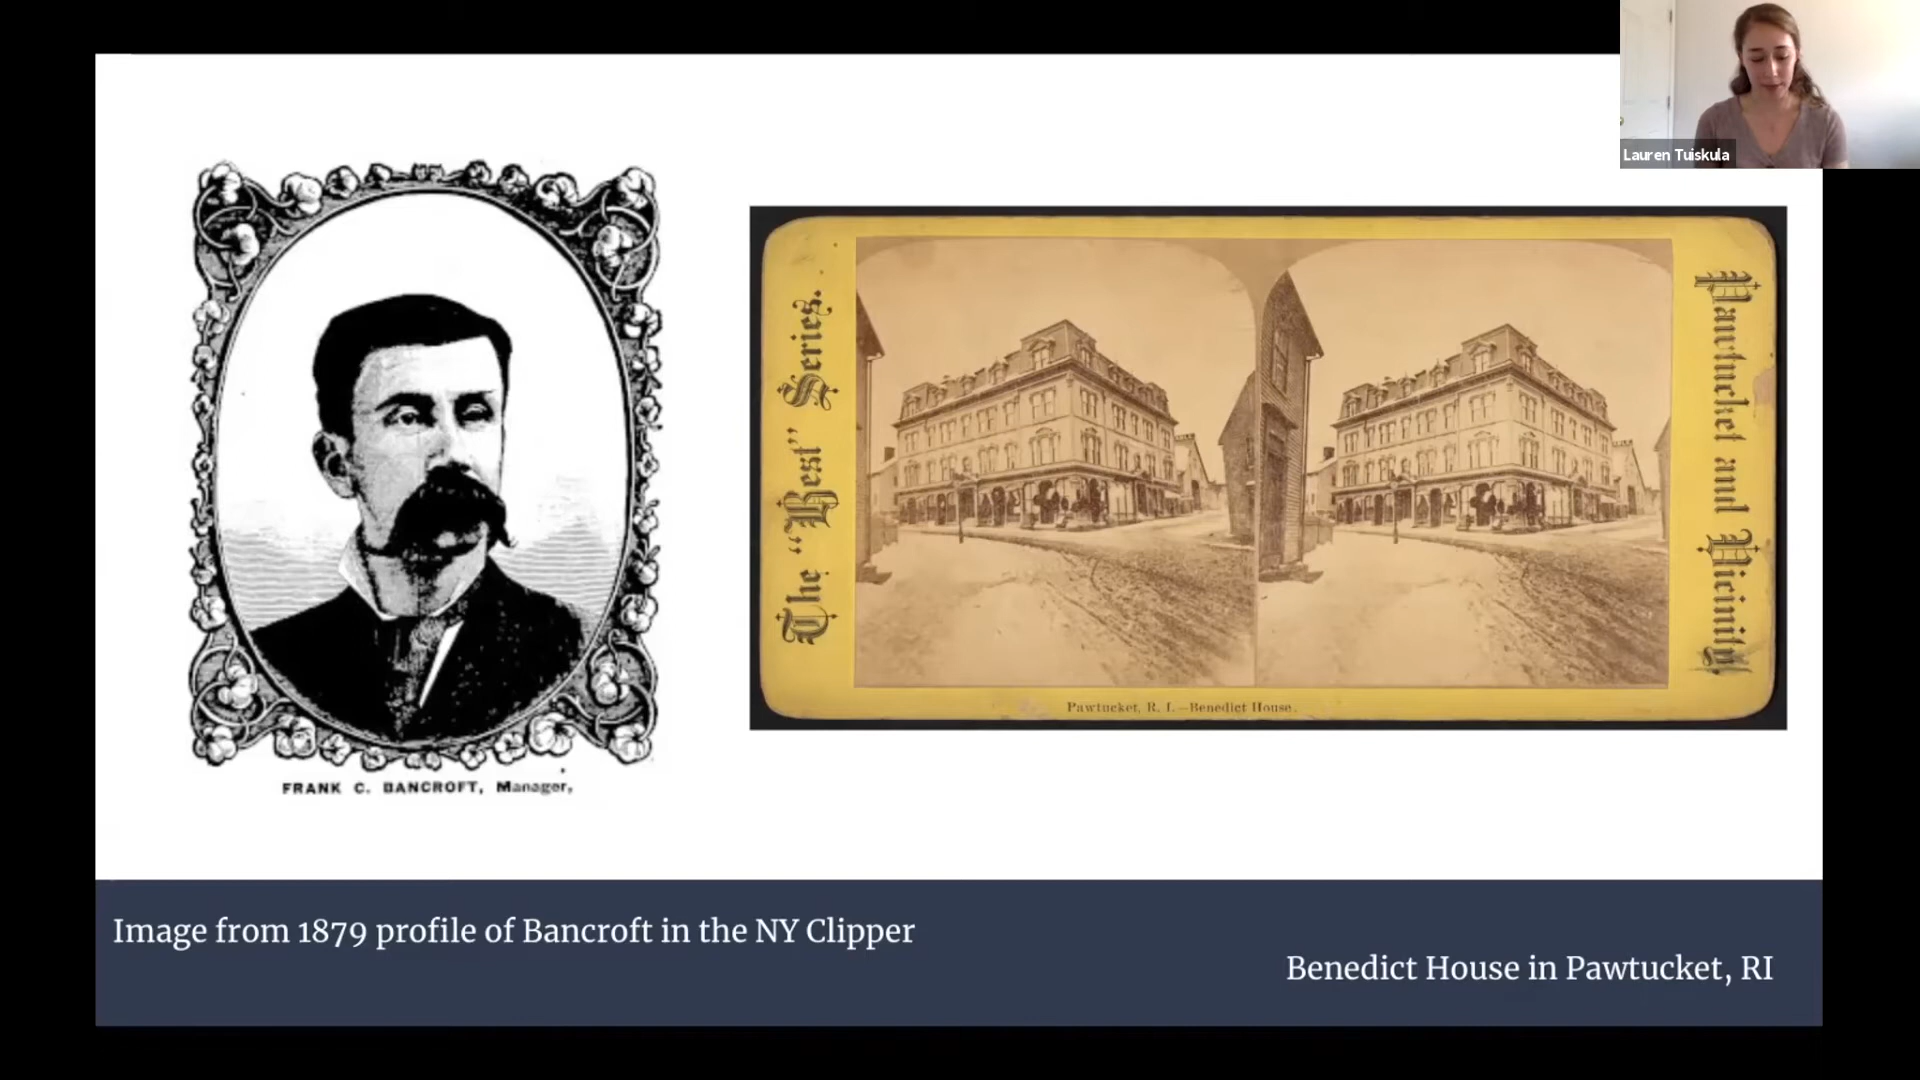 Lauren Tuiskula
The "Best" Series.
Pawtucket and Vicinity.
Pawtucket, R. I.—Benedict House.
FRANK C. BANCROFT, Manager,
Image from 1879 profile of Bancroft in the NY Clipper
Benedict House in Pawtucket, RI